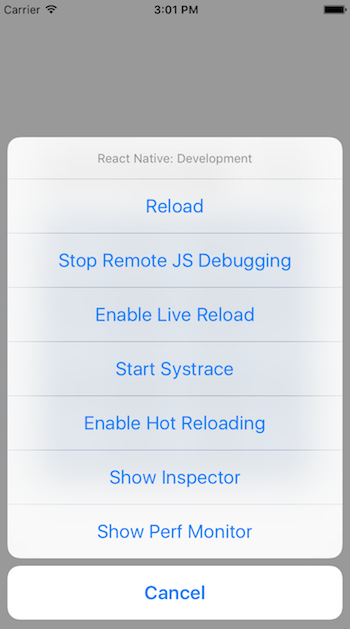 Carrier 3:01 PM
React Native: Development
Reload
Stop Remote JS Debugging
Enable Live Reload
Start Systrace
Enable Hot Reloading
Show Inspector
Show Perf Monitor
Cancel